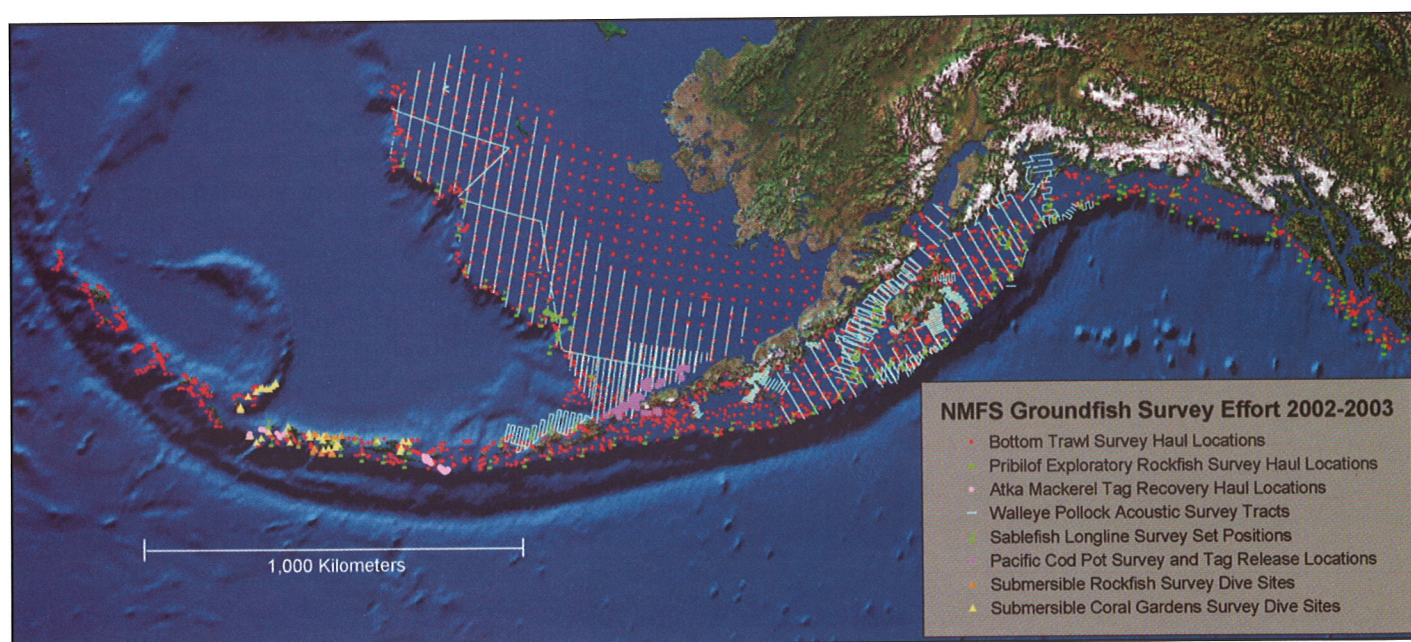 NMFS Groundfish Survey Effort 2002-2003
Bottom Trawl Survey Haul Locations
Pribilof Exploratory Rockfish Survey Haul Locations
Atka Mackerel Tag Recovery Haul Locations
Walleye Pollock Acoustic Survey Tracts
Sablefish Longline Survey Set Positions
Pacific Cod Pot Survey and Tag Release Locations
Submersible Rockfish Survey Dive Sites
Submersible Coral Gardens Survey Dive Sites
1,000 Kilometers